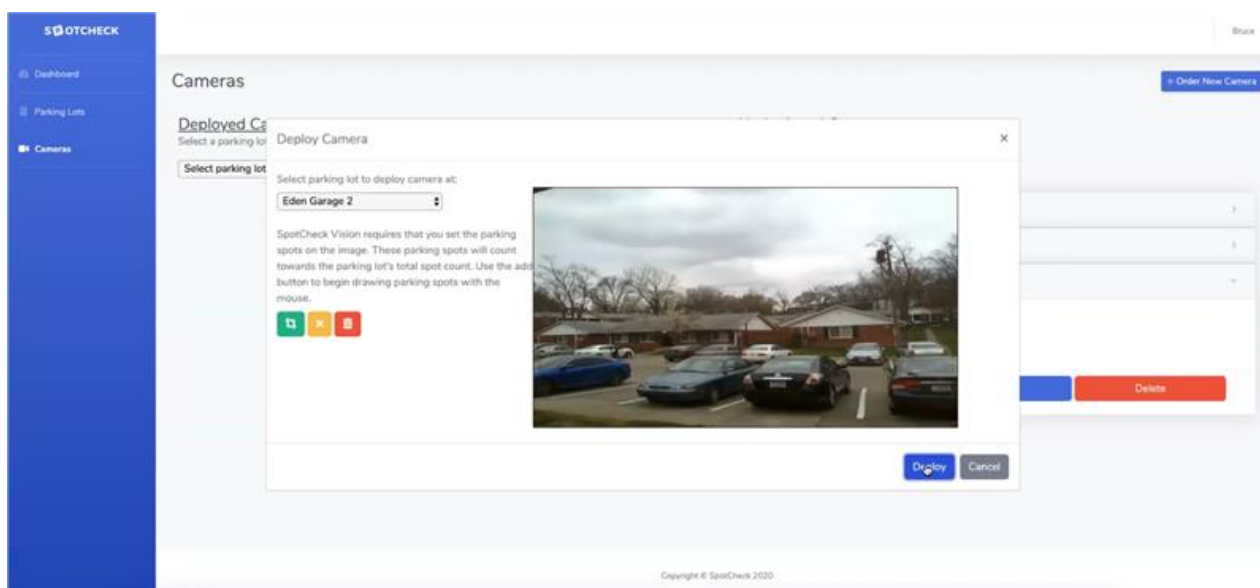 SPOTCHECK
Bruce
Dashboard
Cameras
+ Order New Camera
Parking Lots
Deployed Ca
Deploy Camera
×
Select a parking lo
Cameras
Select parking lot
Select parking lot to deploy camera at:
Eden Garage 2
SpotCheck Vision requires that you set the parking
spots on the image. These parking spots will count
towards the parking lot's total spot count. Use the add
button to begin drawing parking spots with the
mouse.
Delete
Deploy
Cancel
Copyright © SpotCheck 2020